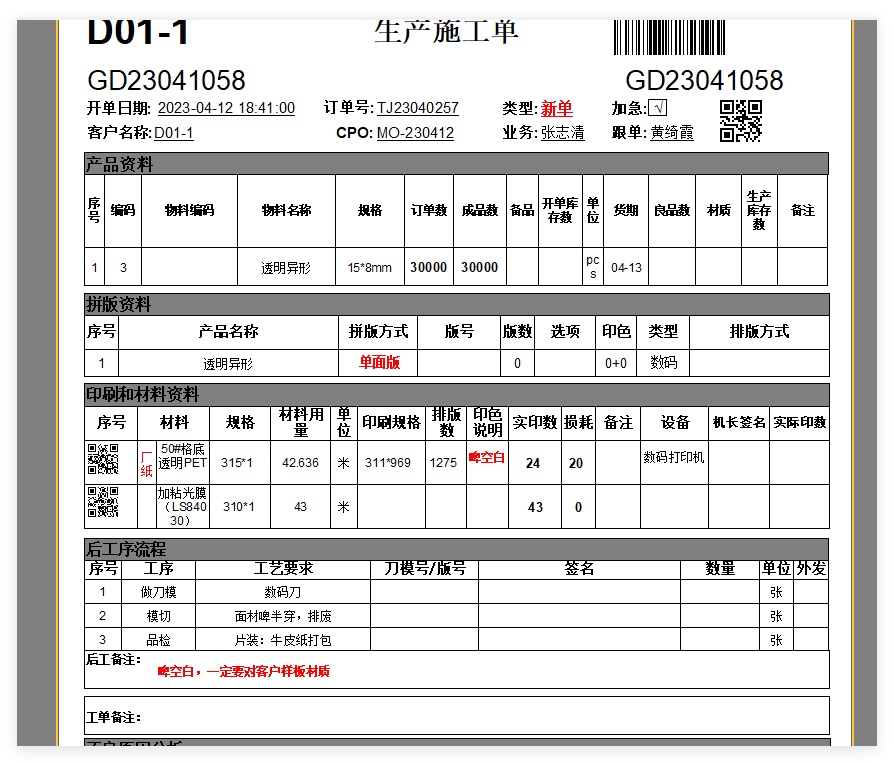 D01-1 生产施工单
GD23041058 GD23041058
开单日期: 2023-04-12 18:41:00 订单号: TJ23040257 类型: 新单 加急: √
客户名称: D01-1 CPO: MO-230412 业务: 张志清 跟单: 黄绮霞
产品资料
序号 编码 物料编码 物料名称 规格 订单数 成品数 备品 开单库存数 单位 货期 良品数 材质 生产库存数 备注
1 3 透明异形 15*8mm 30000 30000 pcs 04-13
拼版资料
序号 产品名称 拼版方式 版号 版数 选项 印色 类型 排版方式
1 透明异形 单面版 0 0+0 数码
印刷和材料资料
序号 材料 规格 材料用量 单位 印刷规格 排版数 印色说明 实印数 损耗 备注 设备 机长签名 实际印数
厂纸 50#格底透明PET 315*1 42.636 米 311*969 1275 啤空白 24 20 数码打印机
加粘光膜（LS84030） 310*1 43 米 43 0
后工序流程
序号 工序 工艺要求 刀模号/版号 签名 数量 单位 外发
1 做刀模 数码刀 张
2 模切 面材啤半穿，排废 张
3 品检 片装：牛皮纸打包 张
后工备注：
啤空白，一定要对客户样板材质
工单备注：